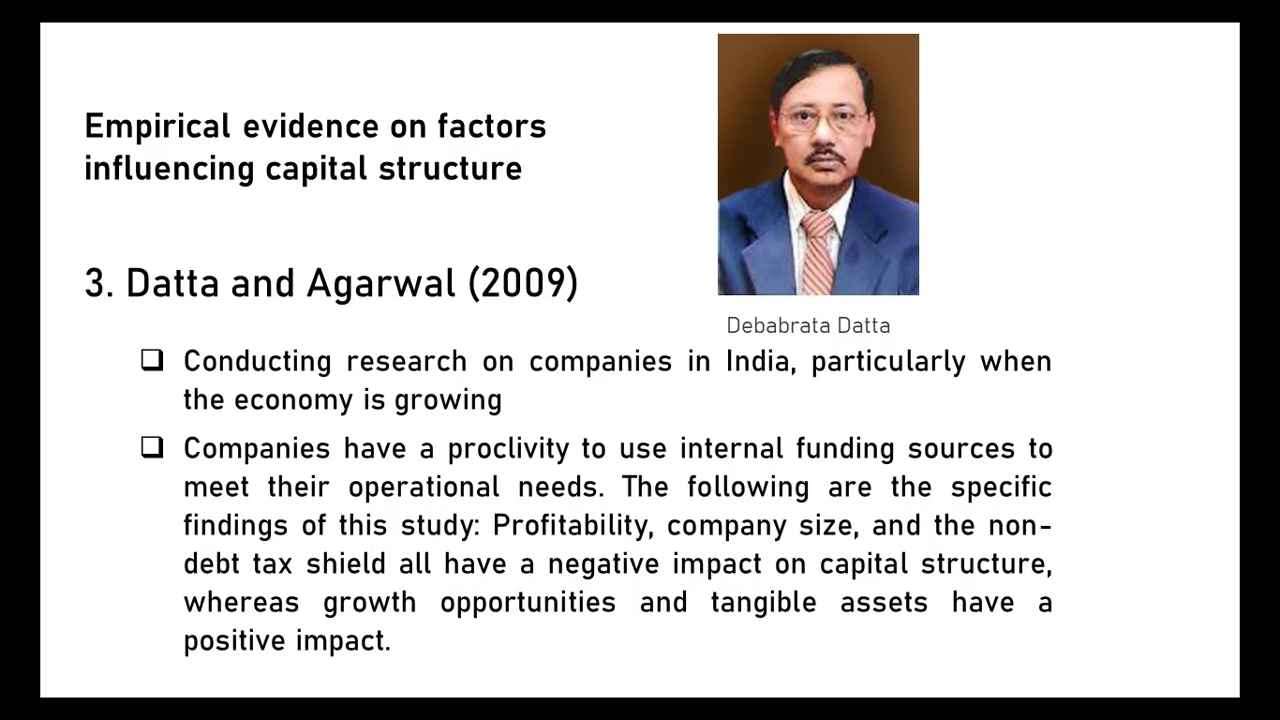 Empirical evidence on factors
influencing capital structure
3. Datta and Agarwal (2009)
Debabrata Datta
❑ Conducting research on companies in India, particularly when
the economy is growing
❑ Companies have a proclivity to use internal funding sources to
meet their operational needs. The following are the specific
findings of this study: Profitability, company size, and the non-
debt tax shield all have a negative impact on capital structure,
whereas growth opportunities and tangible assets have a
positive impact.